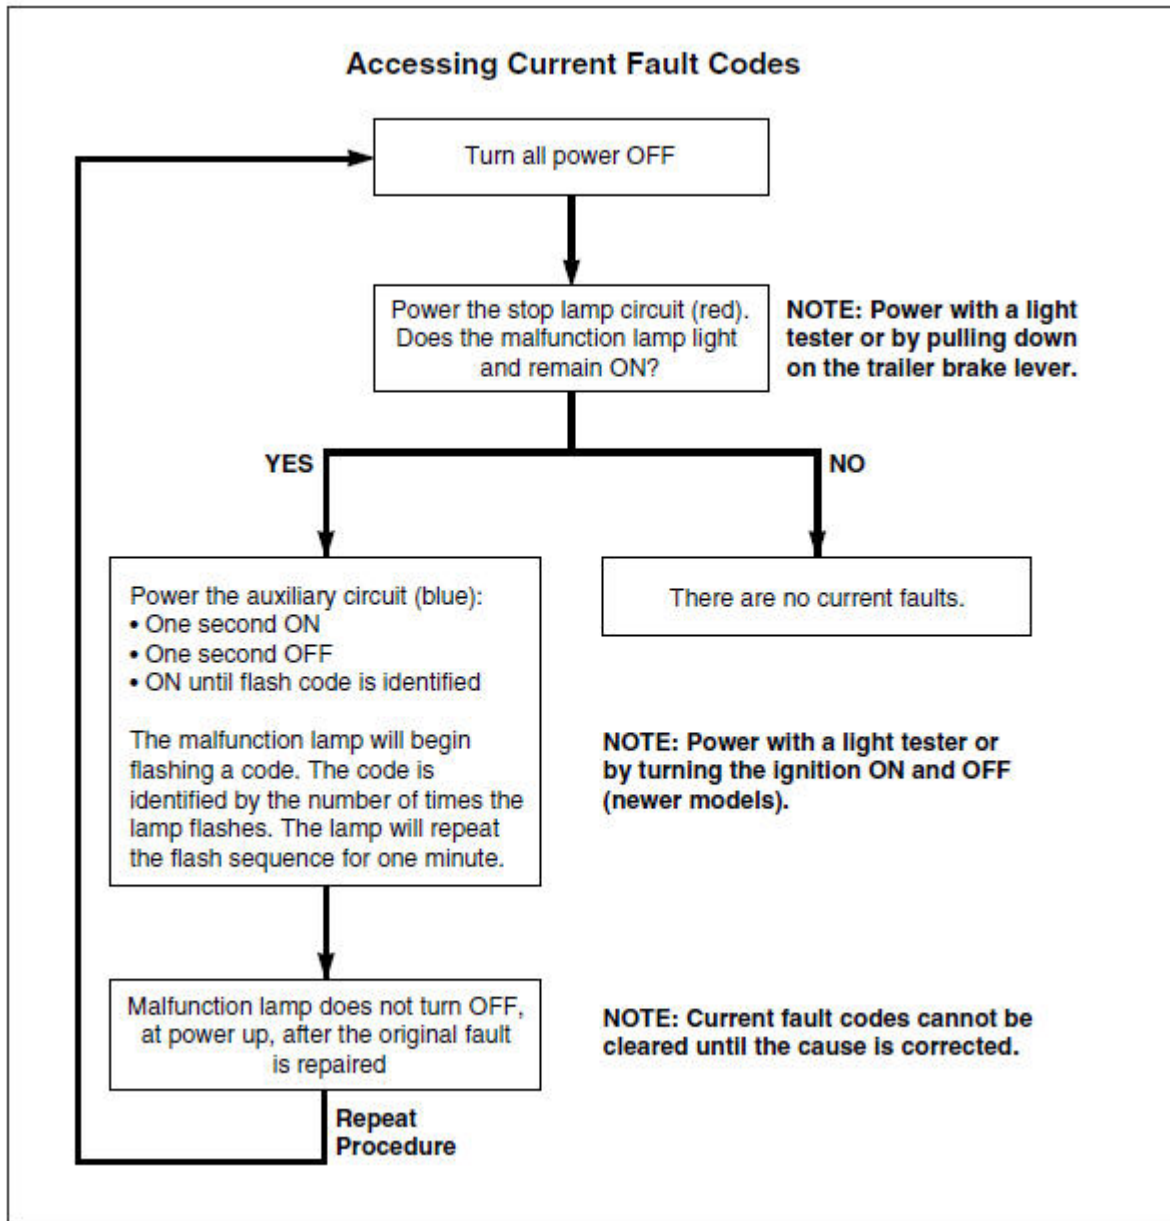 Accessing Current Fault Codes
Turn all power OFF
Power the stop lamp circuit (red).
Does the malfunction lamp light
and remain ON?
NOTE: Power with a light
tester or by pulling down
on the trailer brake lever.
YES
NO
Power the auxiliary circuit (blue):
• One second ON
• One second OFF
• ON until flash code is identified
The malfunction lamp will begin
flashing a code. The code is
identified by the number of times the
lamp flashes. The lamp will repeat
the flash sequence for one minute.
There are no current faults.
NOTE: Power with a light tester or
by turning the ignition ON and OFF
(newer models).
Malfunction lamp does not turn OFF,
at power up, after the original fault
is repaired
NOTE: Current fault codes cannot be
cleared until the cause is corrected.
Repeat
Procedure